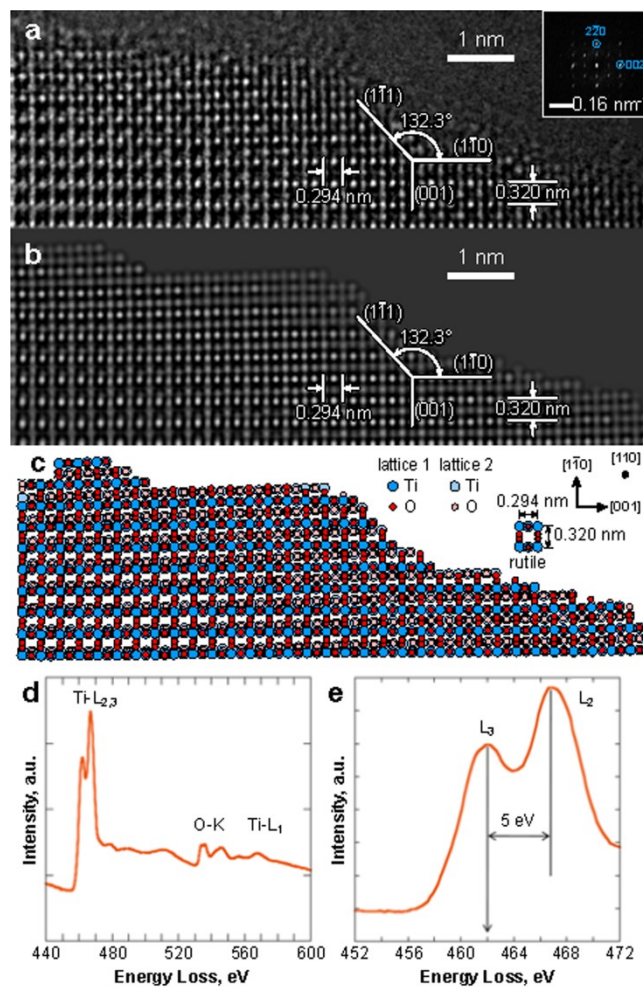 a
1 nm
22̅0
002
0.16 nm
(11̅1)
132.3°
(11̅0)
0.294 nm
(001)
0.320 nm
b
1 nm
(11̅1)
132.3°
(11̅0)
0.294 nm
(001)
0.320 nm
c
lattice 1 lattice 2
Ti Ti
O O
[11̅0]
[110]
[001]
0.294 nm
0.320 nm
rutile
d
Ti-L2,3
O-K
Ti-L1
Intensity, a.u.
440 480 520 560 600
Energy Loss, eV
e
L3
L2
5 eV
Intensity, a.u.
452 456 460 464 468 472
Energy Loss, eV